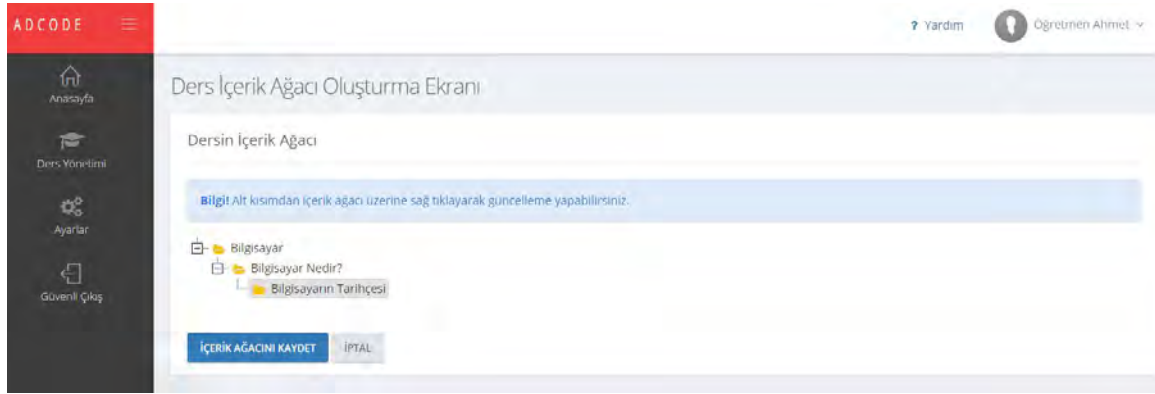 ADCODE
? Yardım
Öğretmen Ahmet
Anasayfa
Ders Yönetimi
Ayarlar
Güvenli Çıkış
Ders İçerik Ağacı Oluşturma Ekranı
Dersin İçerik Ağacı
Bilgi! Alt kısımdan içerik ağacı üzerine sağ tıklayarak güncelleme yapabilirsiniz.
Bilgisayar
Bilgisayar Nedir?
Bilgisayarın Tarihçesi
İÇERİK AĞACINI KAYDET
İPTAL